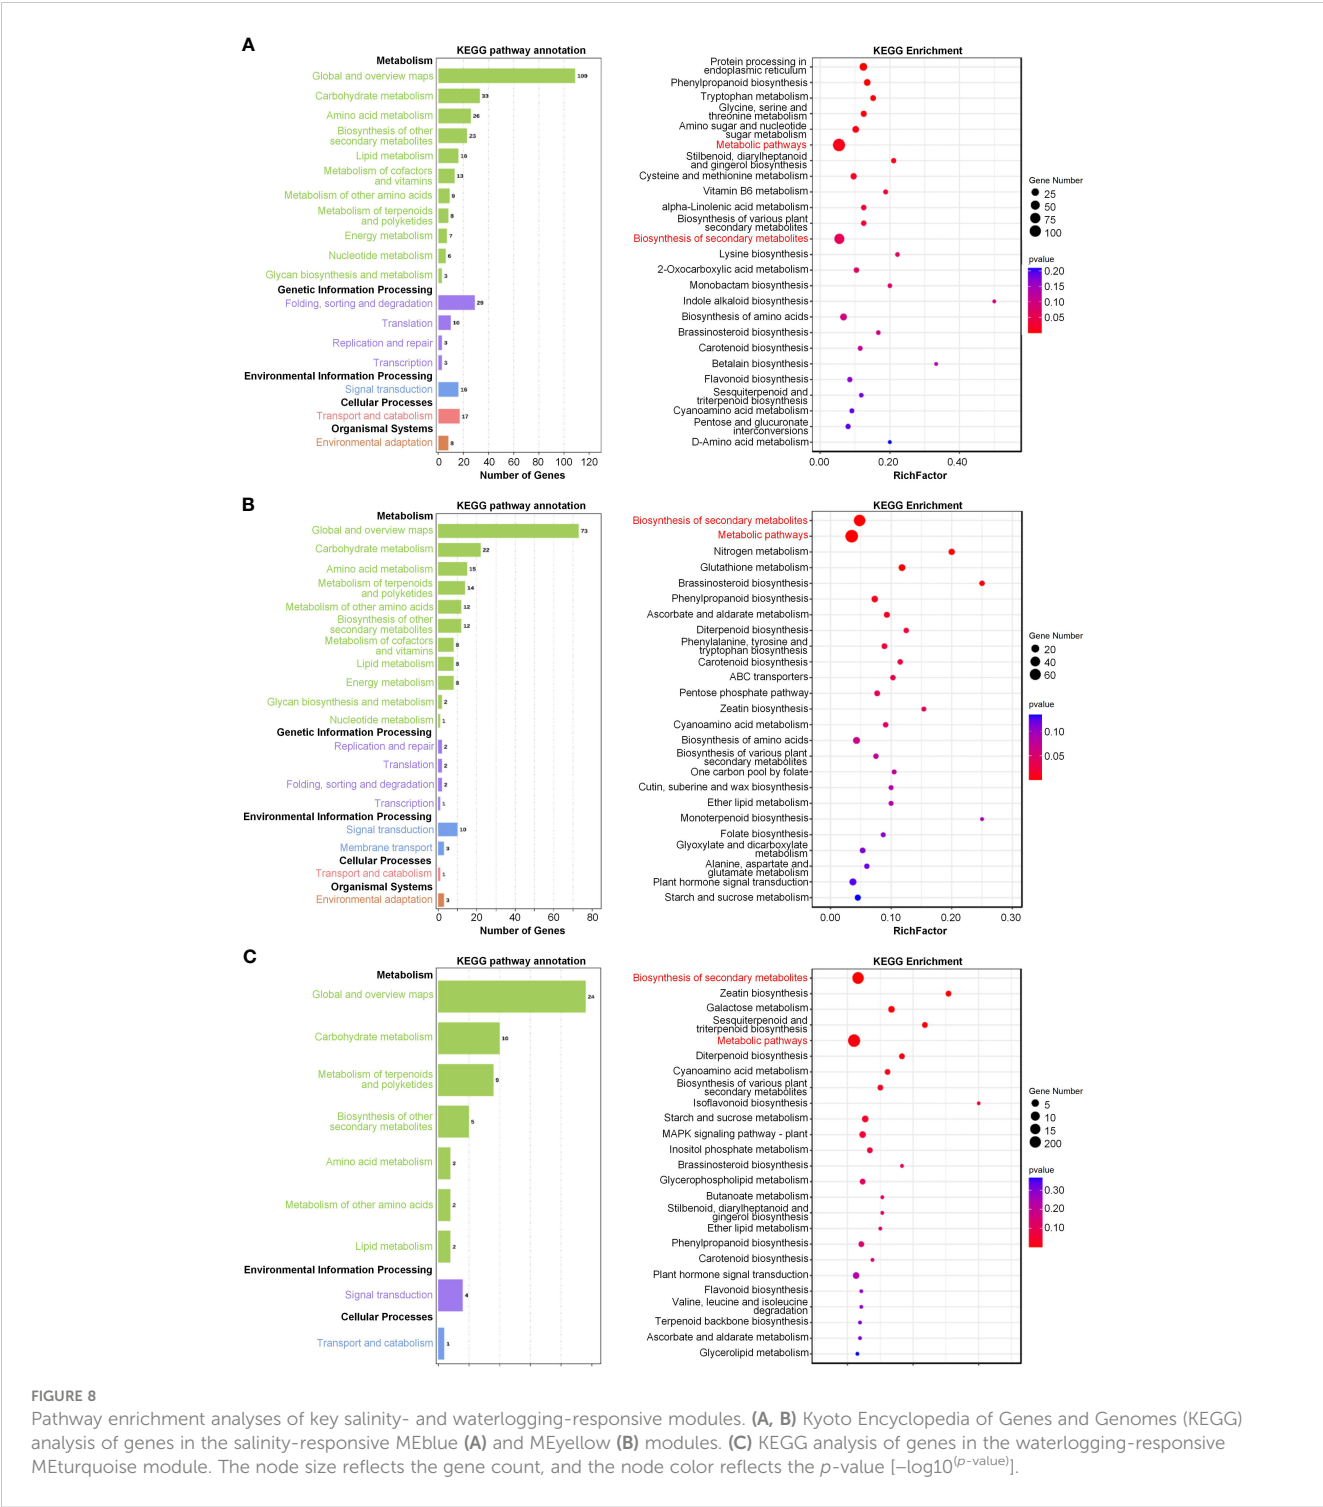 A
KEGG pathway annotation
Metabolism
Global and overview maps
109
Carbohydrate metabolism
33
Amino acid metabolism
26
Biosynthesis of other
secondary metabolites
23
Lipid metabolism
16
Metabolism of cofactors
and vitamins
13
Metabolism of other amino acids
9
Metabolism of terpenoids
and polyketides
8
Energy metabolism
7
Nucleotide metabolism
6
Glycan biosynthesis and metabolism
3
Genetic Information Processing
Folding, sorting and degradation
29
Translation
10
Replication and repair
3
Transcription
3
Environmental Information Processing
Signal transduction
16
Cellular Processes
Transport and catabolism
17
Organismal Systems
Environmental adaptation
8
0 20 40 60 80 100 120
Number of Genes
KEGG Enrichment
Protein processing in
endoplasmic reticulum
Phenylpropanoid biosynthesis
Tryptophan metabolism
Glycine, serine and
threonine metabolism
Amino sugar and nucleotide
sugar metabolism
Metabolic pathways
Stilbenoid, diarylheptanoid
and gingerol biosynthesis
Cysteine and methionine metabolism
Vitamin B6 metabolism
alpha-Linolenic acid metabolism
Biosynthesis of various plant
secondary metabolites
Biosynthesis of secondary metabolites
Lysine biosynthesis
2-Oxocarboxylic acid metabolism
Monobactam biosynthesis
Indole alkaloid biosynthesis
Biosynthesis of amino acids
Brassinosteroid biosynthesis
Carotenoid biosynthesis
Betalain biosynthesis
Flavonoid biosynthesis
Sesquiterpenoid and
triterpenoid biosynthesis
Cyanoamino acid metabolism
Pentose and glucuronate
interconversions
D-Amino acid metabolism
0.00 0.20 0.40
RichFactor
Gene Number
25
50
75
100
pvalue
0.20
0.15
0.10
0.05
B
KEGG pathway annotation
Metabolism
Global and overview maps
73
Carbohydrate metabolism
22
Amino acid metabolism
15
Metabolism of terpenoids
and polyketides
14
Metabolism of other amino acids
12
Biosynthesis of other
secondary metabolites
12
Metabolism of cofactors
and vitamins
8
Lipid metabolism
8
Energy metabolism
8
Glycan biosynthesis and metabolism
2
Nucleotide metabolism
1
Genetic Information Processing
Replication and repair
2
Translation
2
Folding, sorting and degradation
2
Transcription
1
Environmental Information Processing
Signal transduction
10
Membrane transport
3
Cellular Processes
Transport and catabolism
1
Organismal Systems
Environmental adaptation
3
0 20 40 60 80
Number of Genes
KEGG Enrichment
Biosynthesis of secondary metabolites
Metabolic pathways
Nitrogen metabolism
Glutathione metabolism
Brassinosteroid biosynthesis
Phenylpropanoid biosynthesis
Ascorbate and aldarate metabolism
Diterpenoid biosynthesis
Phenylalanine, tyrosine and
tryptophan biosynthesis
Carotenoid biosynthesis
ABC transporters
Pentose phosphate pathway
Zeatin biosynthesis
Cyanoamino acid metabolism
Biosynthesis of amino acids
Biosynthesis of various plant
secondary metabolites
One carbon pool by folate
Cutin, suberine and wax biosynthesis
Ether lipid metabolism
Monoterpenoid biosynthesis
Folate biosynthesis
Glyoxylate and dicarboxylate
metabolism
Alanine, aspartate and
glutamate metabolism
Plant hormone signal transduction
Starch and sucrose metabolism
0.00 0.10 0.20 0.30
RichFactor
Gene Number
20
40
60
pvalue
0.10
0.05
C
KEGG pathway annotation
Metabolism
Global and overview maps
24
Carbohydrate metabolism
10
Metabolism of terpenoids
and polyketides
9
Biosynthesis of other
secondary metabolites
5
Amino acid metabolism
2
Metabolism of other amino acids
2
Lipid metabolism
2
Environmental Information Processing
Signal transduction
4
Cellular Processes
Transport and catabolism
1
KEGG Enrichment
Biosynthesis of secondary metabolites
Zeatin biosynthesis
Galactose metabolism
Sesquiterpenoid and
triterpenoid biosynthesis
Metabolic pathways
Diterpenoid biosynthesis
Cyanoamino acid metabolism
Biosynthesis of various plant
secondary metabolites
Isoflavonoid biosynthesis
Starch and sucrose metabolism
MAPK signaling pathway - plant
Inositol phosphate metabolism
Brassinosteroid biosynthesis
Glycerophospholipid metabolism
Butanoate metabolism
Stilbenoid, diarylheptanoid and
gingerol biosynthesis
Ether lipid metabolism
Phenylpropanoid biosynthesis
Carotenoid biosynthesis
Plant hormone signal transduction
Flavonoid biosynthesis
Valine, leucine and isoleucine
degradation
Terpenoid backbone biosynthesis
Ascorbate and aldarate metabolism
Glycerolipid metabolism
Gene Number
5
10
15
200
pvalue
0.30
0.20
0.10
FIGURE 8
Pathway enrichment analyses of key salinity- and waterlogging-responsive modules. (A, B) Kyoto Encyclopedia of Genes and Genomes (KEGG)
analysis of genes in the salinity-responsive MEblue (A) and MEyellow (B) modules. (C) KEGG analysis of genes in the waterlogging-responsive
MEturquoise module. The node size reflects the gene count, and the node color reflects the p-value [−log10(p-value)].